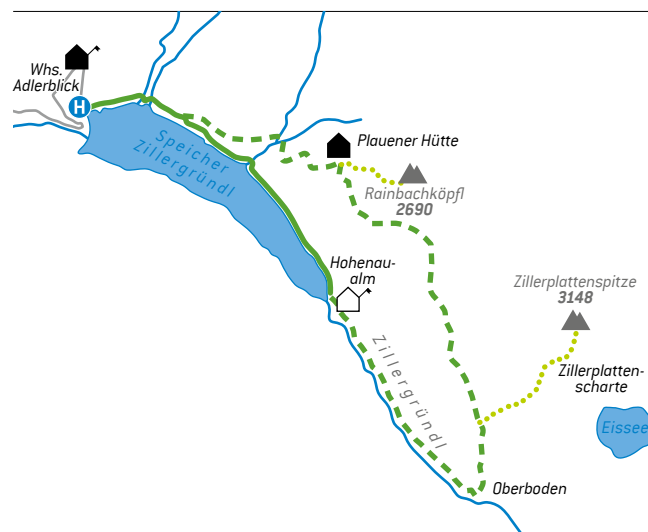 Whs.
Adlerblick
H
Speicher
Zillergründl
Plauener Hütte
Rainbachköpfl
2690
Hohenau-
alm
Zillergründl
Zillerplattenspitze
3148
Zillerplatten-
scharte
Eissee
Oberboden